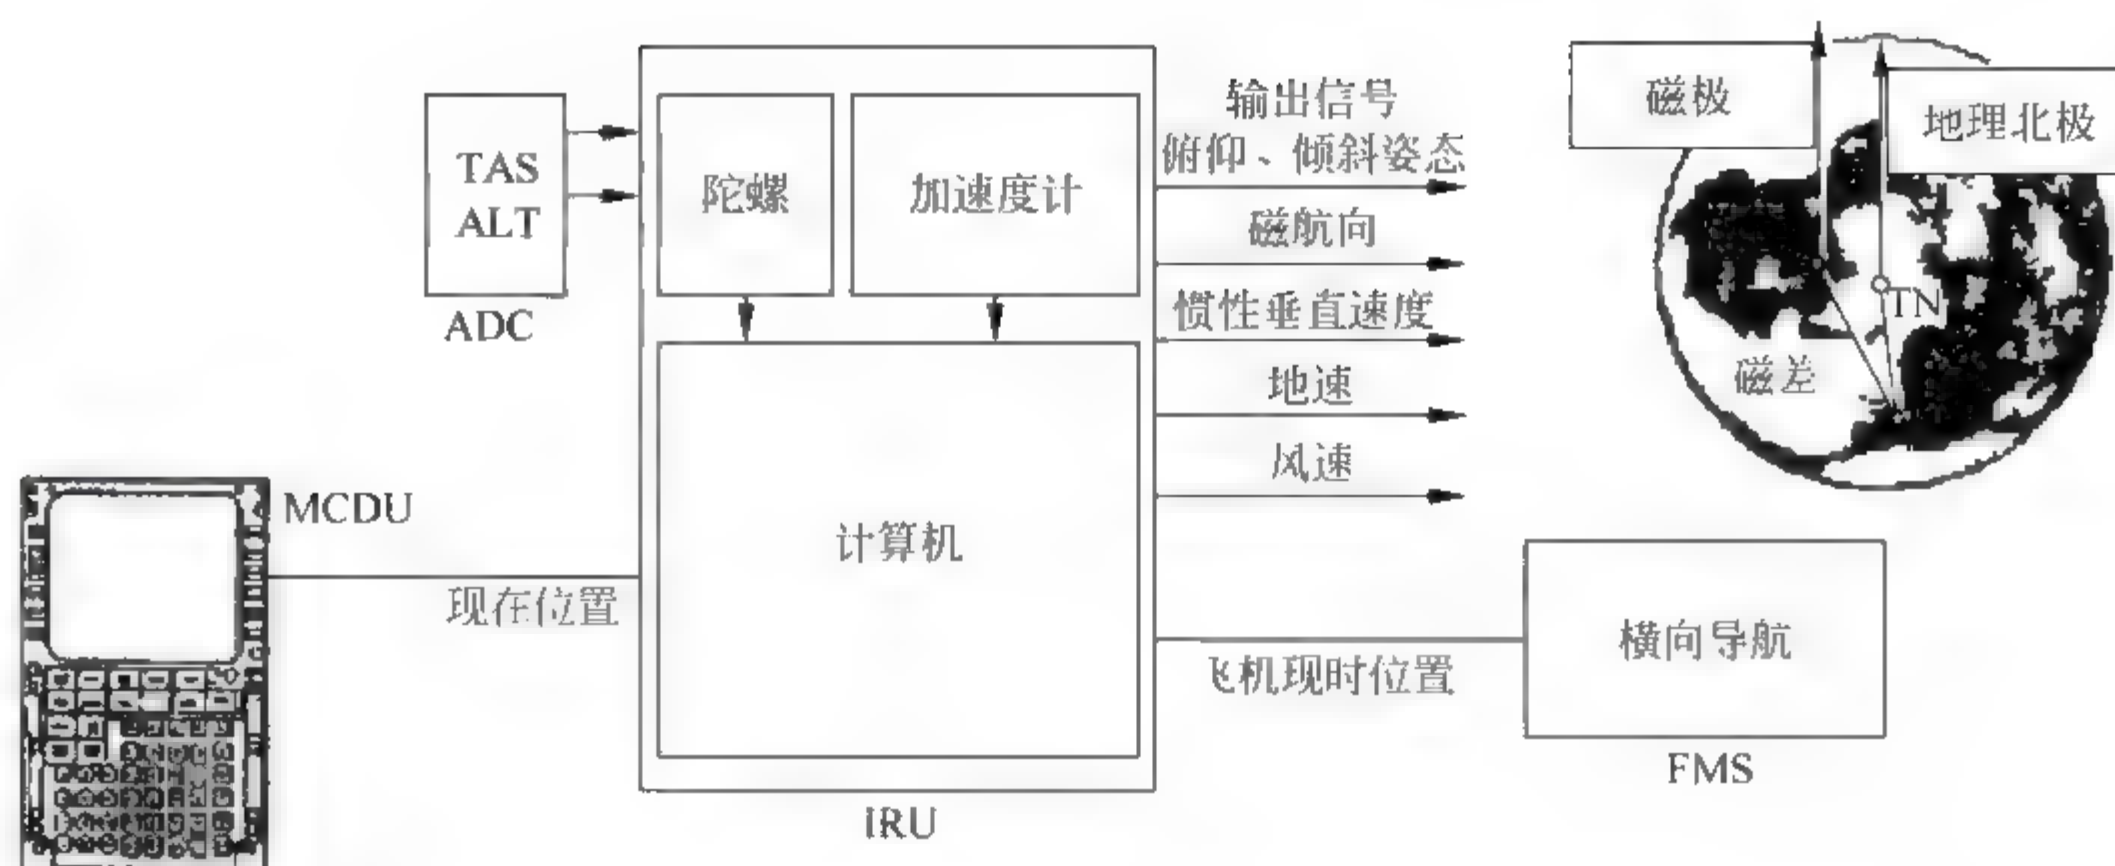 TAS
ALT
ADC
陀螺
加速度计
计算机
IRU
MCDU
现在位置
输出信号
俯仰、倾斜姿态
磁航向
惯性垂直速度
地速
风速
飞机现时位置
横向导航
FMS
磁极
地理北极
TN
磁差